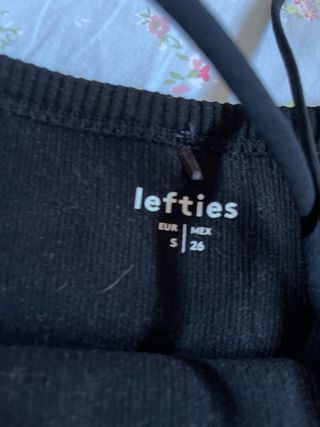 lefties
EUR | MEX
S | 26